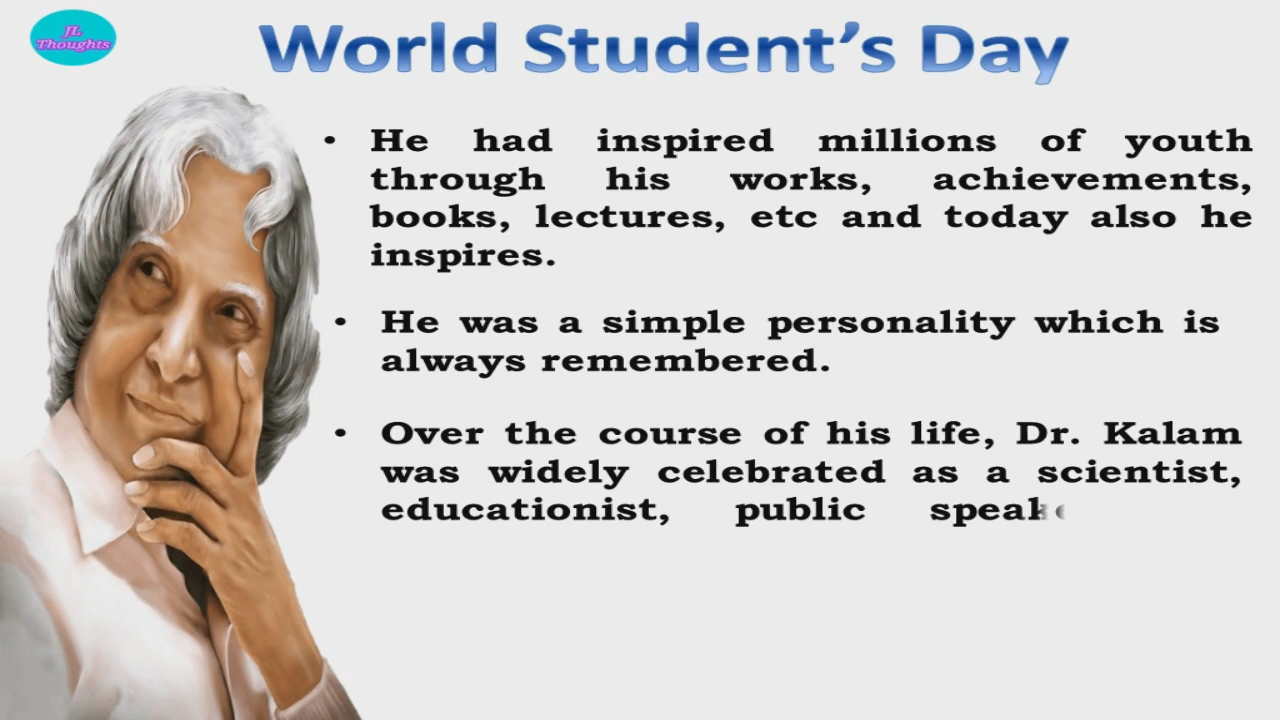 JL
Thoughts
World Student’s Day
• He had inspired millions of youth
through his works, achievements,
books, lectures, etc and today also he
inspires.
• He was a simple personality which is
always remembered.
• Over the course of his life, Dr. Kalam
was widely celebrated as a scientist,
educationist, public speak